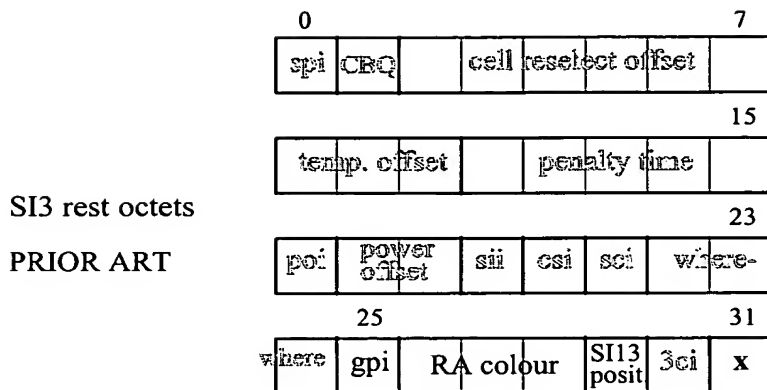 0 7
spi CBQ cell reselect offset
15
temp. offset penalty time
SI3 rest octets
23
PRIOR ART
poi power offset sii csi sci where-
25 31
where gpi RA colour SI13 posit 3ci x